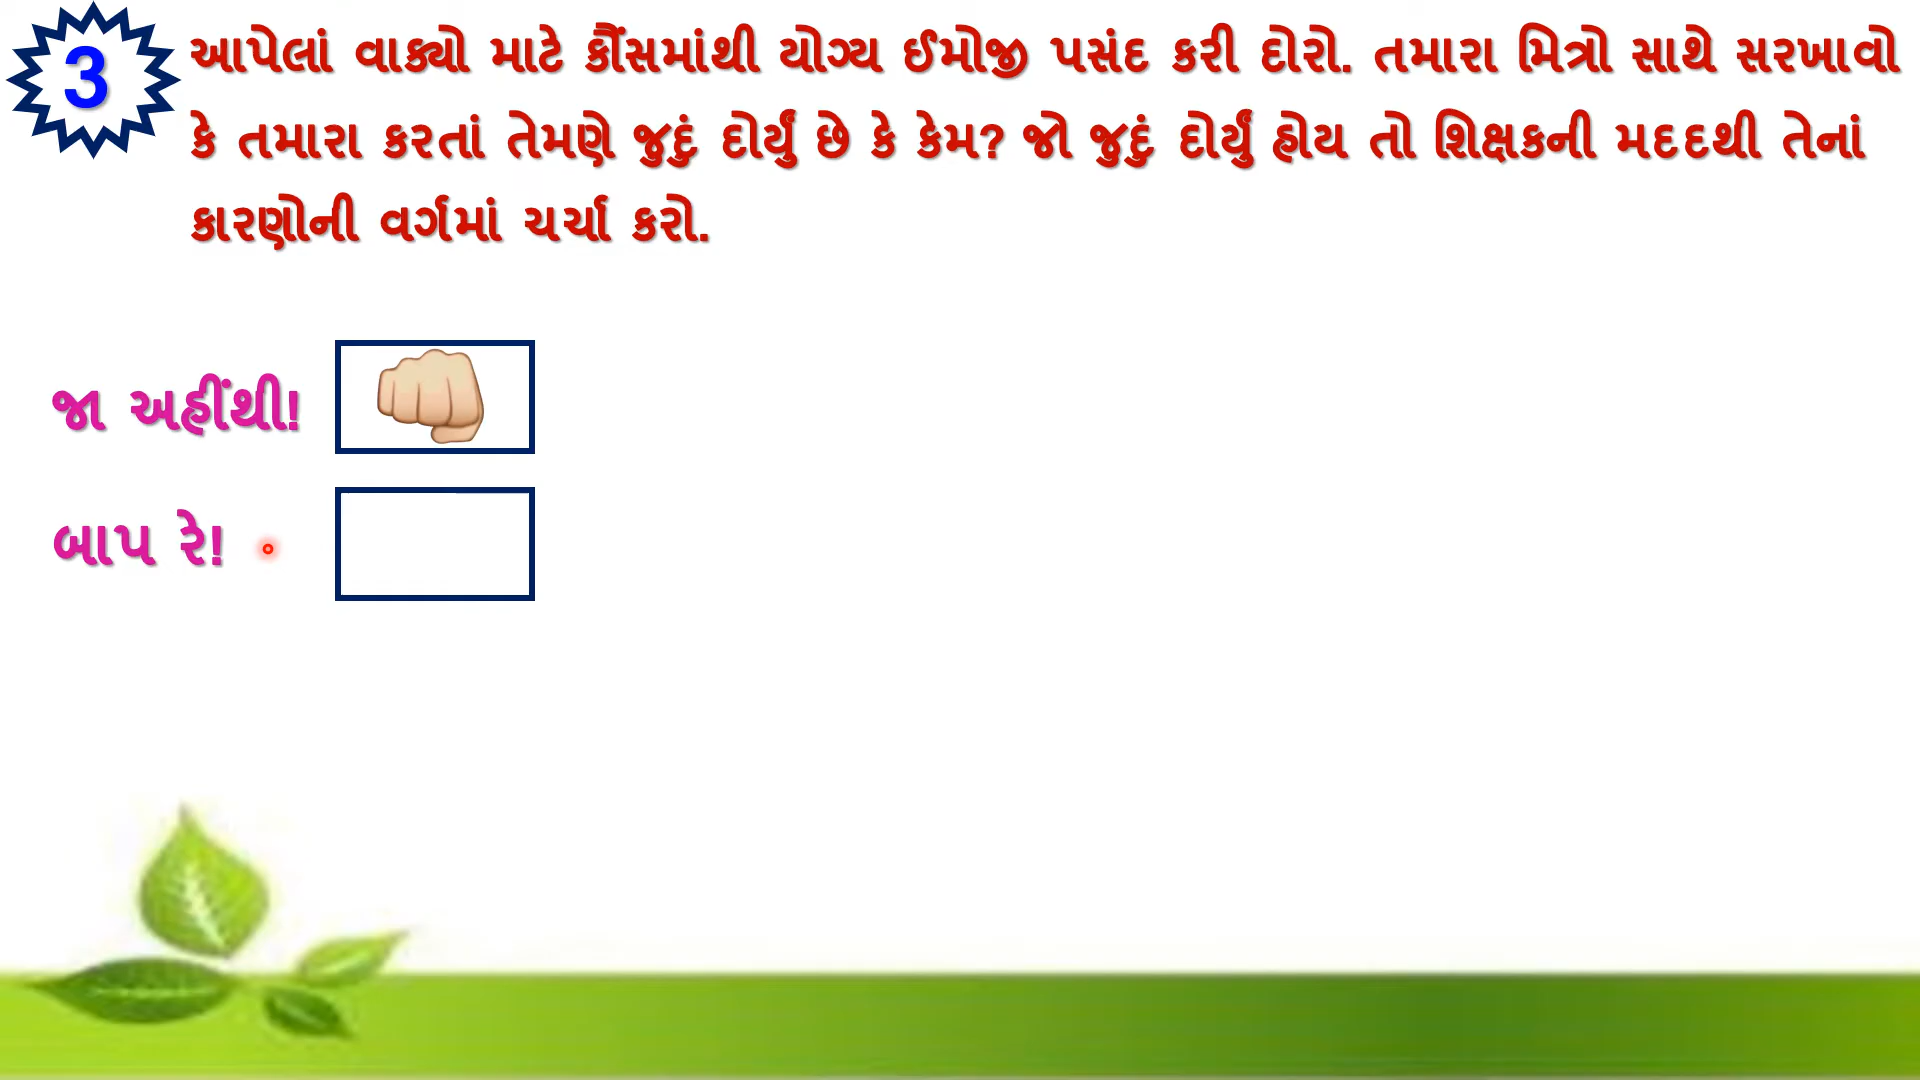 3
આપેલાં વાક્યો માટે કૌંસમાંથી યોગ્ય ઈમોજી પસંદ કરી દોરો. તમારા મિત્રો સાથે સરખાવો
કે તમારા કરતાં તેમણે જુદું દોર્યું છે કે કેમ? જો જુદું દોર્યું હોય તો શિક્ષકની મદદથી તેનાં
કારણોની વર્ગમાં ચર્ચા કરો.
જા અહીંથી!
બાપ રે!